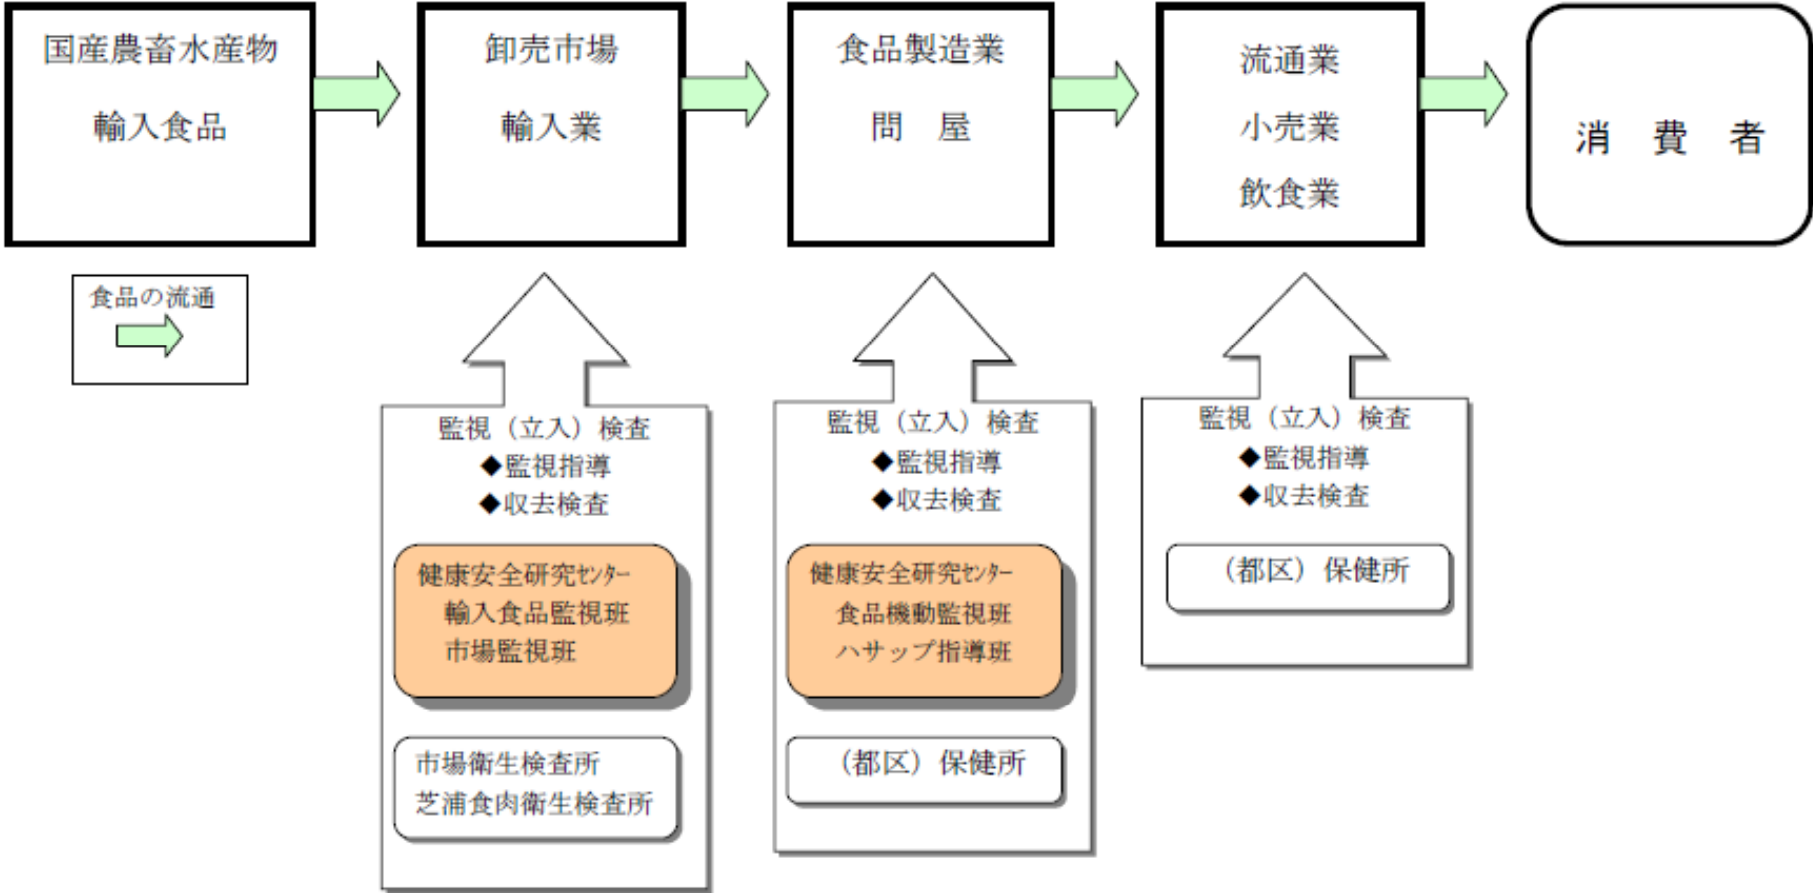 国産農畜水産物
輸入食品
卸売市場
輸入業
食品製造業
問　屋
流通業
小売業
飲食業
消　費　者
食品の流通
監視（立入）検査
◆監視指導
◆収去検査
健康安全研究ｾﾝﾀｰ
輸入食品監視班
市場監視班
市場衛生検査所
芝浦食肉衛生検査所
監視（立入）検査
◆監視指導
◆収去検査
健康安全研究ｾﾝﾀｰ
食品機動監視班
ハサップ指導班
（都区）保健所
監視（立入）検査
◆監視指導
◆収去検査
（都区）保健所